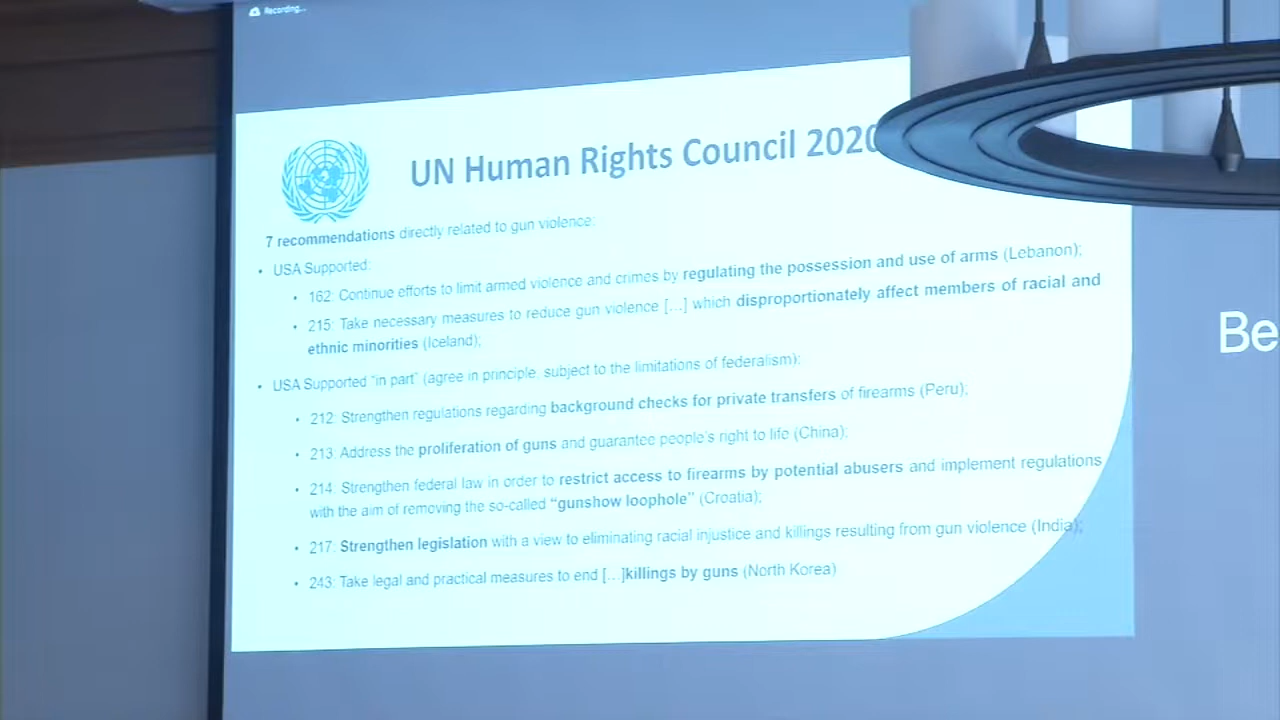 Recording...
UN Human Rights Council 2020
7 recommendations directly related to gun violence:
• USA Supported:
• 162: Continue efforts to limit armed violence and crimes by regulating the possession and use of arms (Lebanon);
• 215: Take necessary measures to reduce gun violence [...] which disproportionately affect members of racial and
ethnic minorities (Iceland);
• USA Supported “in part” (agree in principle, subject to the limitations of federalism):
• 212: Strengthen regulations regarding background checks for private transfers of firearms (Peru);
• 213: Address the proliferation of guns and guarantee people’s right to life (China);
• 214: Strengthen federal law in order to restrict access to firearms by potential abusers and implement regulations
with the aim of removing the so-called “gunshow loophole” (Croatia);
• 217: Strengthen legislation with a view to eliminating racial injustice and killings resulting from gun violence (India);
• 243: Take legal and practical measures to end [...]killings by guns (North Korea)
Be